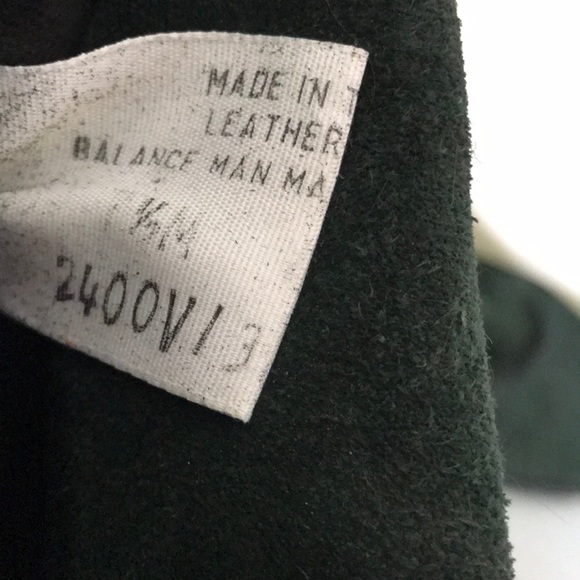 MADE IN
LEATHER
BALANCE MAN MA
2400V/3